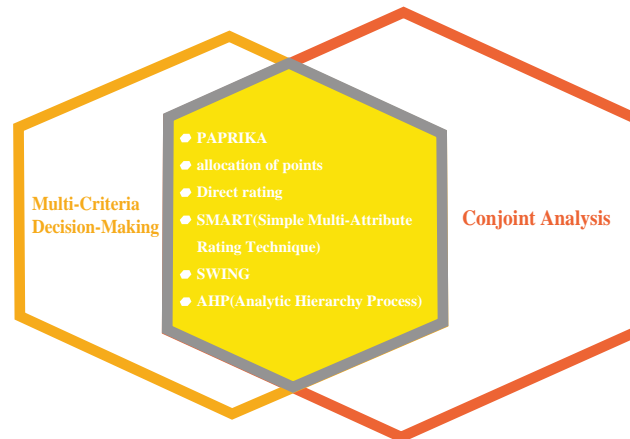 PAPRIKA
allocation of points
Direct rating
SMART(Simple Multi-Attribute
Rating Technique)
SWING
AHP(Analytic Hierarchy Process)
Multi-Criteria
Decision-Making
Conjoint Analysis